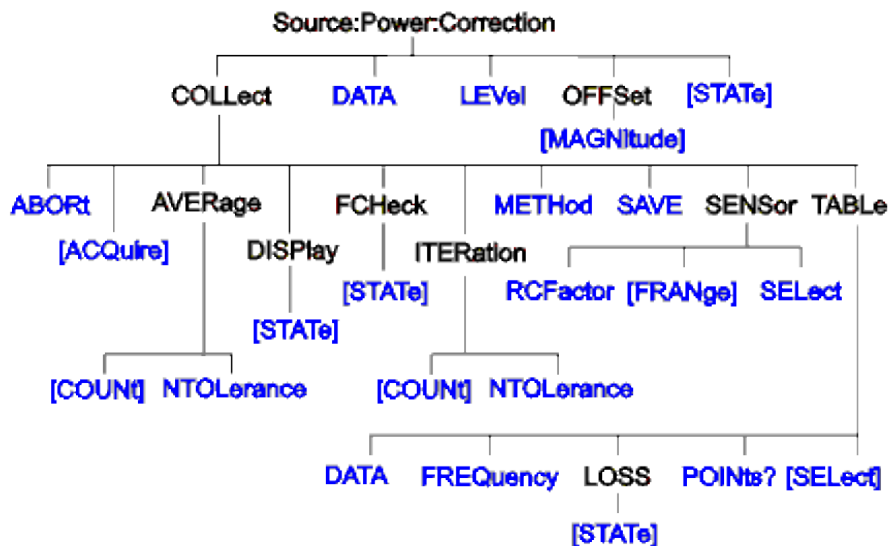 Source:Power:Correction
COLLect DATA LEVel OFFSet [STATe]
[MAGNitude]
ABORt AVERage FCHeck METHod SAVE SENSor TABLe
[ACQuire] DISPlay ITERation
[STATe] RCFactor [FRANge] SELect
[STATe]
[COUNt] NTOLerance [COUNt] NTOLerance
DATA FREQuency LOSS POINts? [SELect]
[STATe]